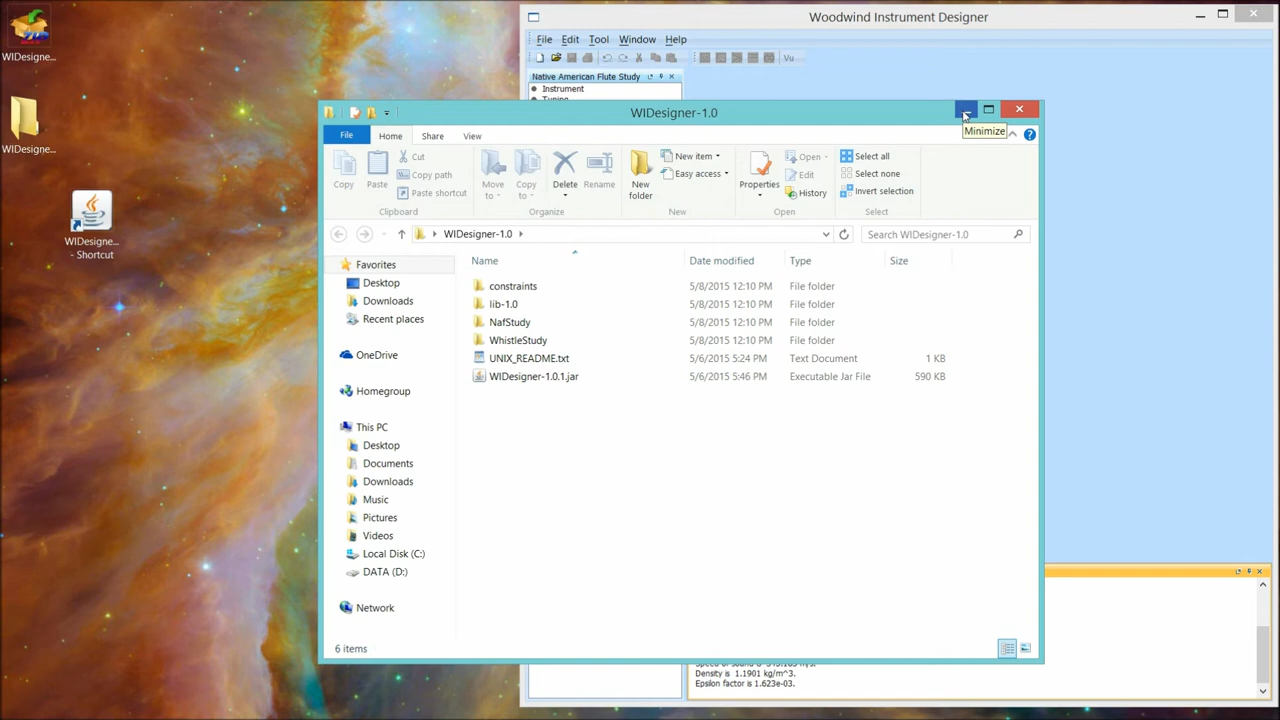 WIDesigne...
WIDesigne...
WIDesigne...
- Shortcut
Woodwind Instrument Designer
File Edit Tool Window Help
Vu
Native American Flute Study
Instrument
Tuning
WIDesigner-1.0
Minimize
File Home Share View
Copy
Paste
Cut
Copy path
Paste shortcut
Clipboard
Move to
Copy to
Delete
Rename
Organize
New folder
New item
Easy access
New
Properties
Open
Edit
History
Open
Select all
Select none
Invert selection
Select
WIDesigner-1.0
Search WIDesigner-1.0
Favorites
Desktop
Downloads
Recent places
OneDrive
Homegroup
This PC
Desktop
Documents
Downloads
Music
Pictures
Videos
Local Disk (C:)
DATA (D:)
Network
Name Date modified Type Size
constraints 5/8/2015 12:10 PM File folder
lib-1.0 5/8/2015 12:10 PM File folder
NafStudy 5/8/2015 12:10 PM File folder
WhistleStudy 5/8/2015 12:10 PM File folder
UNIX_README.txt 5/6/2015 5:24 PM Text Document 1 KB
WIDesigner-1.0.1.jar 5/6/2015 5:46 PM Executable Jar File 590 KB
6 items
Density is 1.1901 kg/m^3.
Epsilon factor is 1.623e-03.